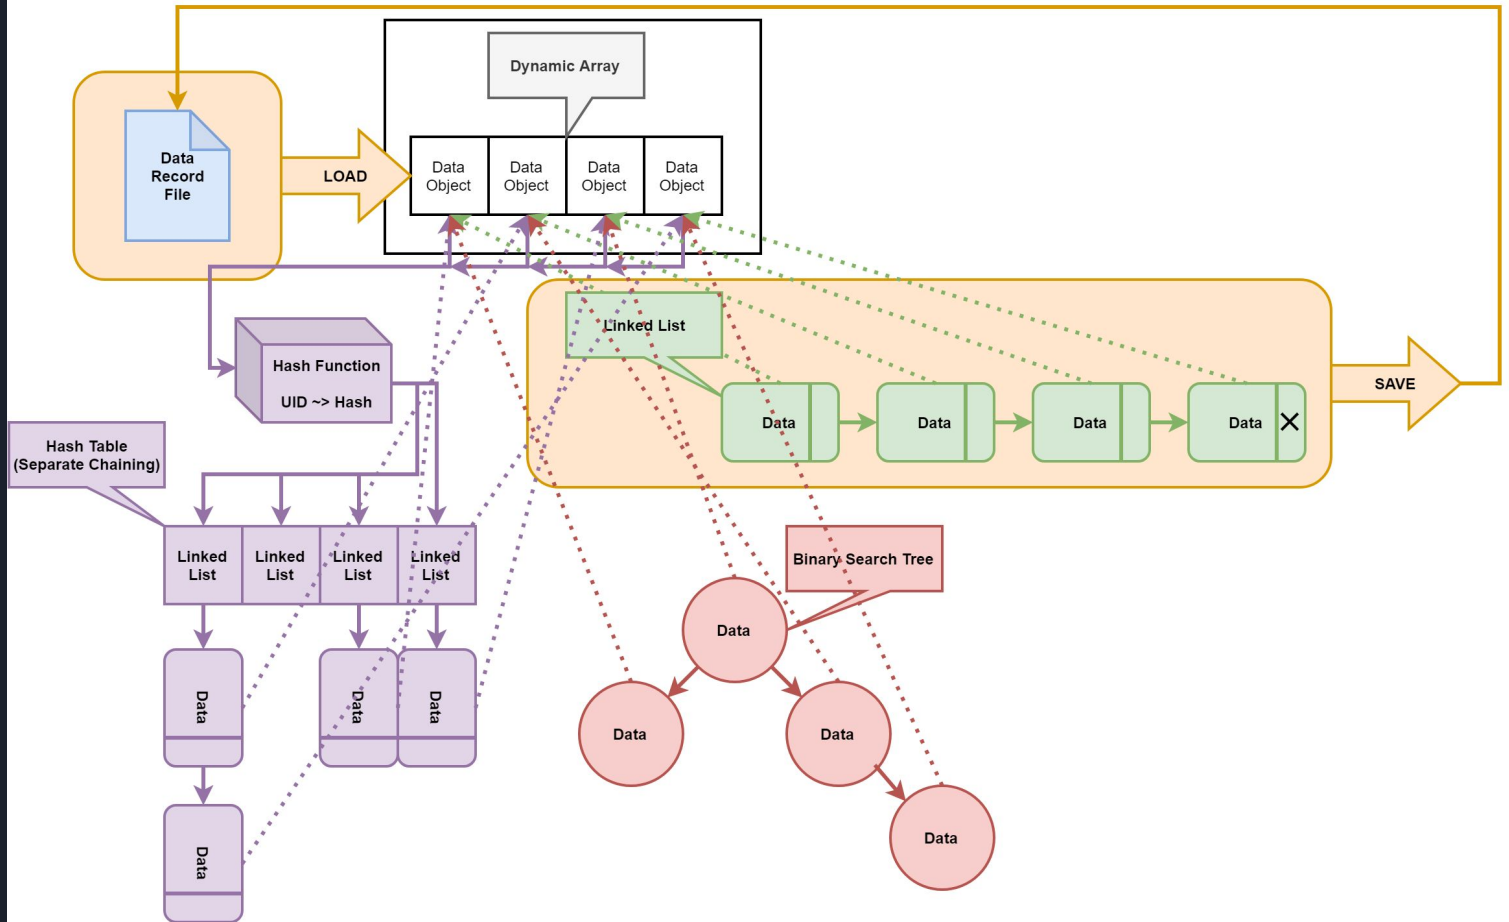 Dynamic Array
Data
Record
File
LOAD
Data
Object
Data
Object
Data
Object
Data
Object
Linked List
Hash Function
UID ~> Hash
SAVE
Data
Data
Data
Data
Hash Table
(Separate Chaining)
Linked
List
Linked
List
Linked
List
Linked
List
Binary Search Tree
Data
Data
Data
Data
Data
Data
Data
Data